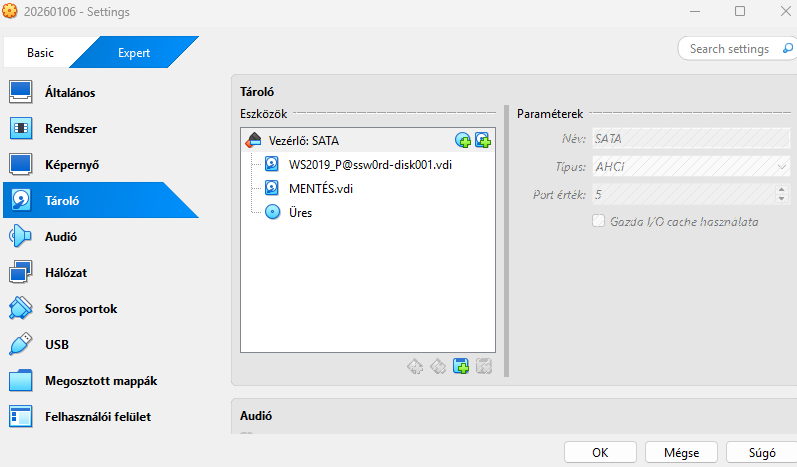 20260106 - Settings
Basic
Expert
Search settings
Általános
Rendszer
Képernyő
Tároló
Audió
Hálózat
Soros portok
USB
Megosztott mappák
Felhasználói felület
Tároló
Eszközök
Vezérlő: SATA
WS2019_P@ssw0rd-disk001.vdi
MENTÉS.vdi
Üres
Paraméterek
Név: SATA
Típus: AHCI
Port érték: 5
Gazda I/O cache használata
Audió
OK
Mégse
Súgó